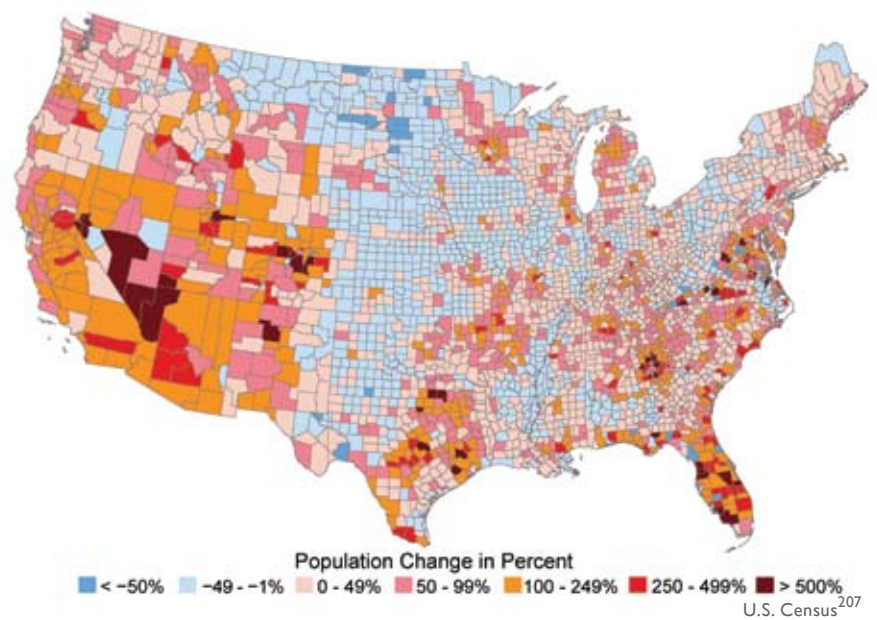 Population Change in Percent
< −50% −49 - −1% 0 - 49% 50 - 99% 100 - 249% 250 - 499% > 500%
U.S. Census207